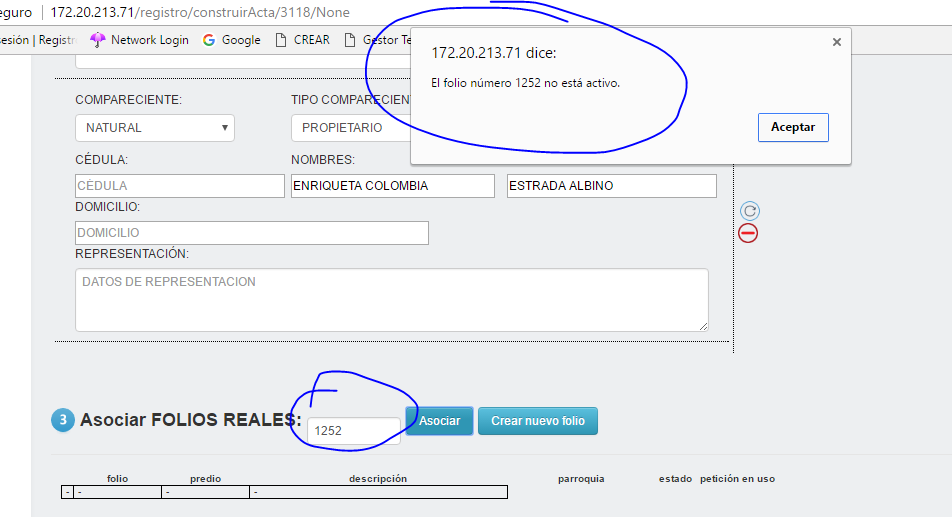 eguro 172.20.213.71/registro/construirActa/3118/None
esión | Registr Network Login Google CREAR Gestor Te
172.20.213.71 dice:
El folio número 1252 no está activo.
Aceptar
COMPARECIENTE: TIPO COMPARECIENT
NATURAL PROPIETARIO
CÉDULA: NOMBRES:
CÉDULA ENRIQUETA COLOMBIA ESTRADA ALBINO
DOMICILIO:
DOMICILIO
REPRESENTACIÓN:
DATOS DE REPRESENTACION
3 Asociar FOLIOS REALES: 1252 Asociar Crear nuevo folio
folio predio descripción parroquia estado petición en uso
- - - -